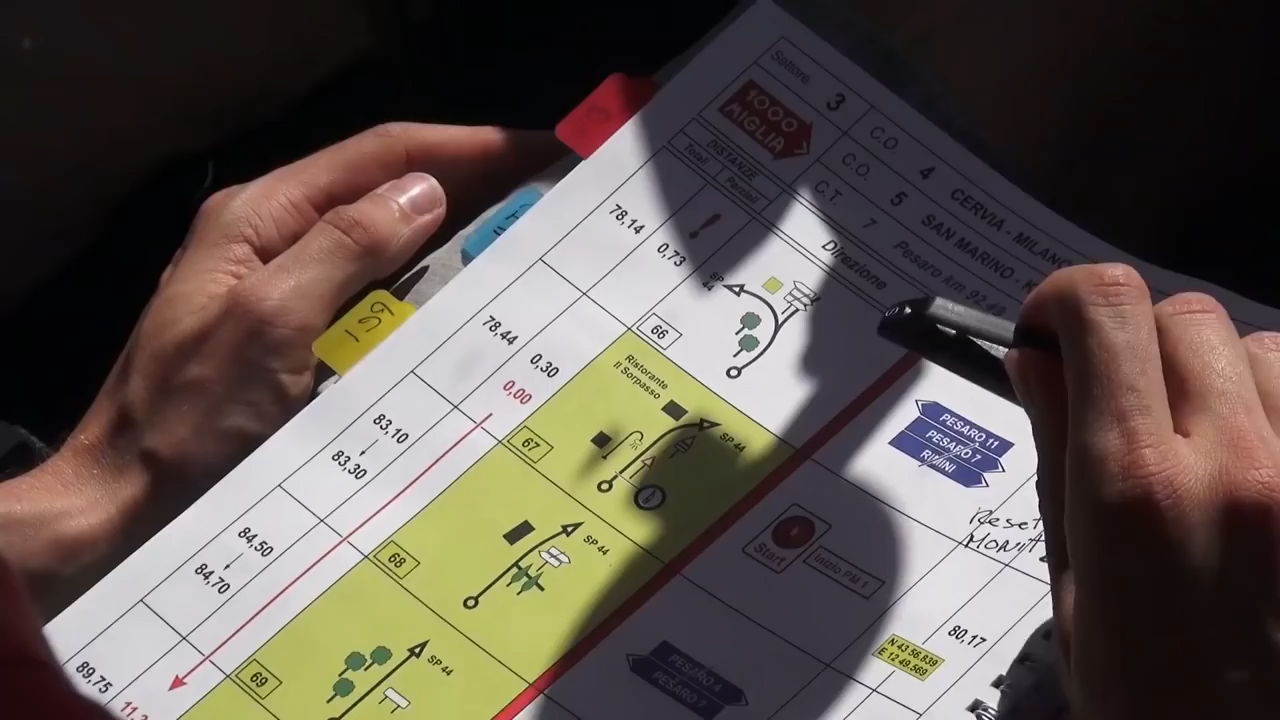 Settore 3
1000
MIGLIA
C.O. 4 CERVIA - MILANO
C.O. 5 SAN MARINO -
C.T. 7 Pesaro km 92,
DISTANZE
Totali Parziali
Direzione
78,14
0,73
!
SP
44
66
78,44
0,30
0,00
Ristorante
Il Sorpasso
SP 44
67
PESARO 11
PESARO 7
RIMINI
Reset
83,10
83,30
SP 44
68
Start
Inizio PM 1
80,17
N 43 56.839
E 12 49.569
84,50
84,70
SP 44
69
PESARO 4
PESARO 7
89,75
11,
151